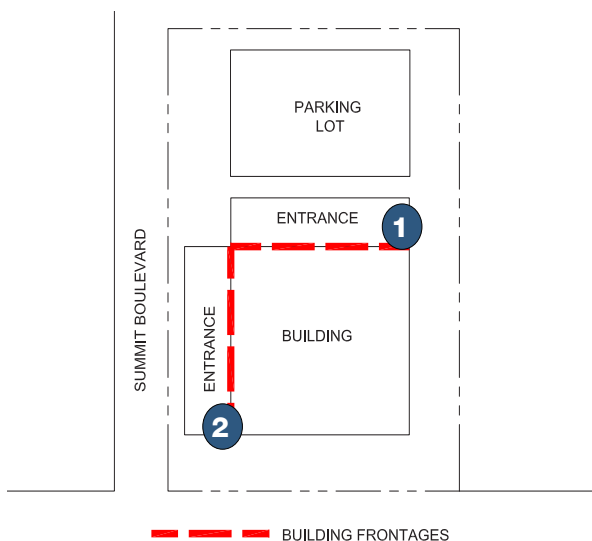 PARKING
LOT
ENTRANCE
1
SUMMIT BOULEVARD
ENTRANCE
BUILDING
2
BUILDING FRONTAGES